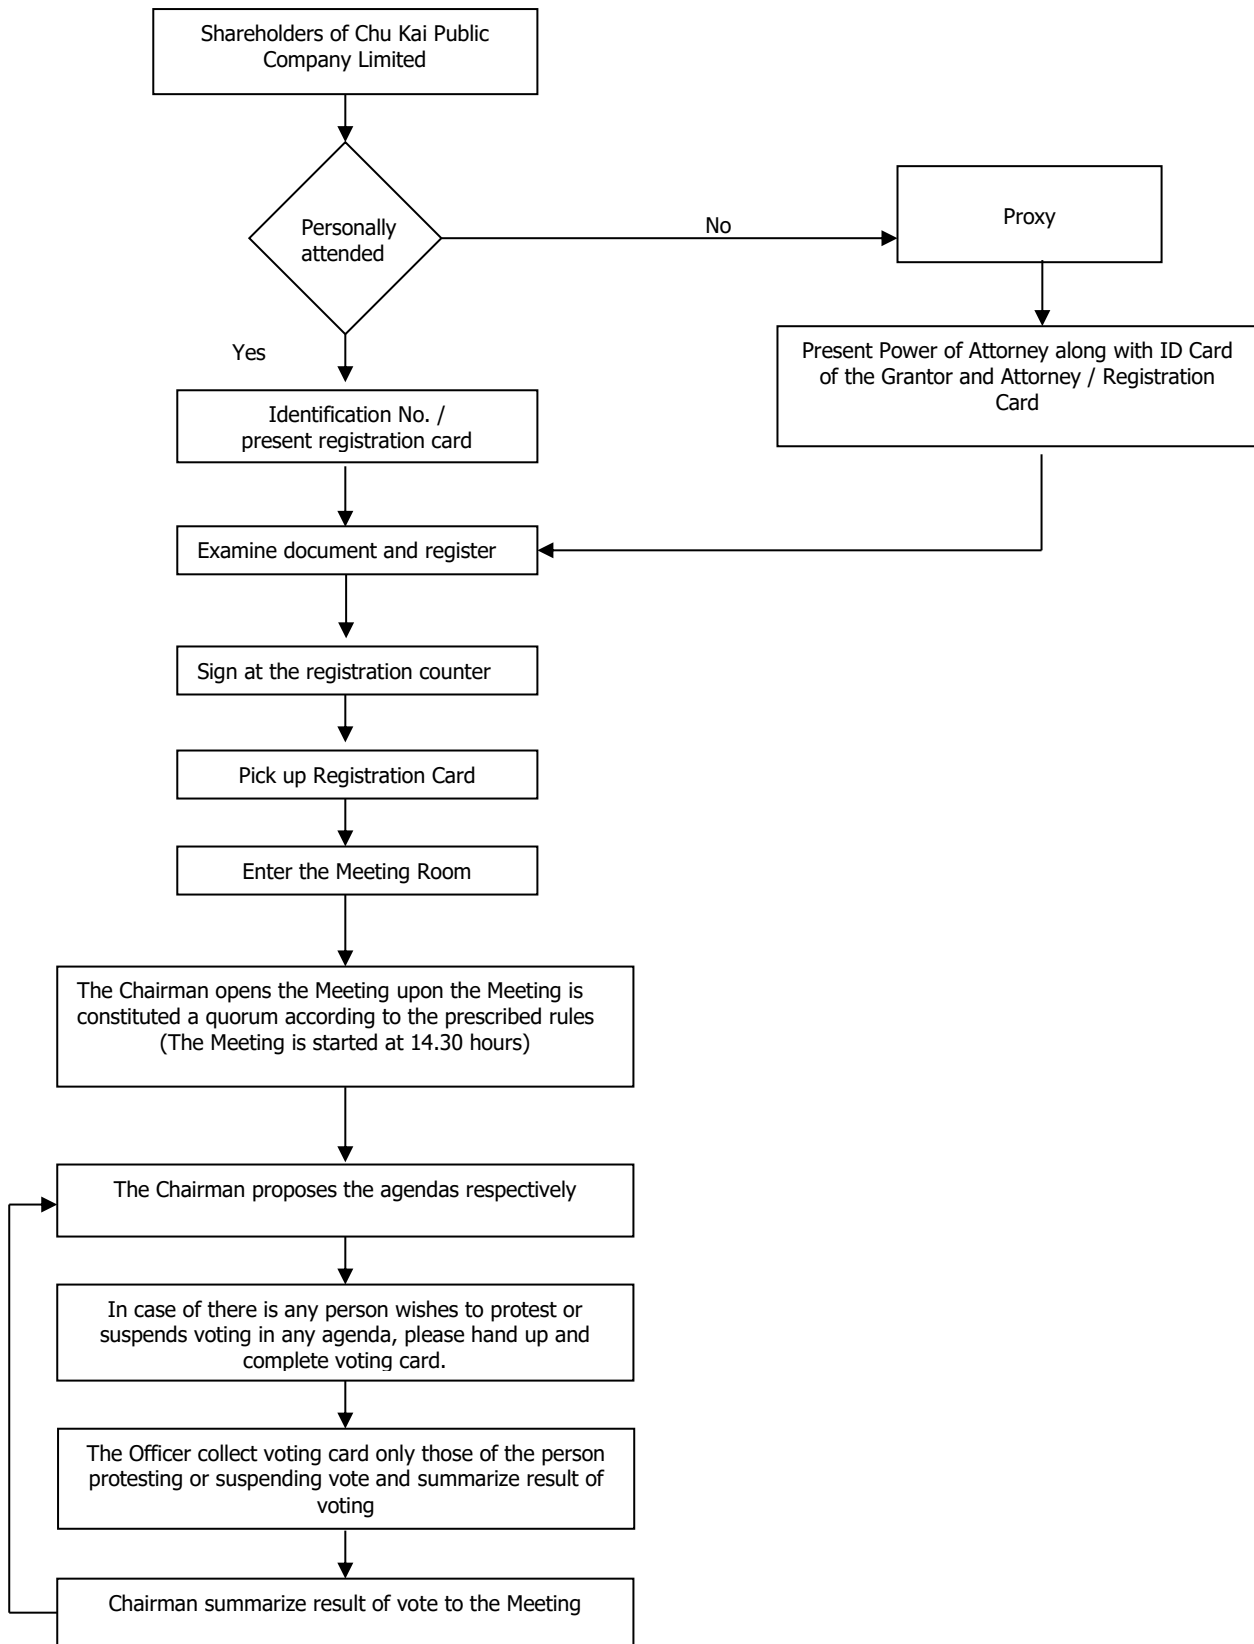 Shareholders of Chu Kai Public
Company Limited
Personally
attended
No
Proxy
Yes
Present Power of Attorney along with ID Card
of the Grantor and Attorney / Registration
Card
Identification No. /
present registration card
Examine document and register
Sign at the registration counter
Pick up Registration Card
Enter the Meeting Room
The Chairman opens the Meeting upon the Meeting is
constituted a quorum according to the prescribed rules
(The Meeting is started at 14.30 hours)
The Chairman proposes the agendas respectively
In case of there is any person wishes to protest or
suspends voting in any agenda, please hand up and
complete voting card.
The Officer collect voting card only those of the person
protesting or suspending vote and summarize result of
voting
Chairman summarize result of vote to the Meeting